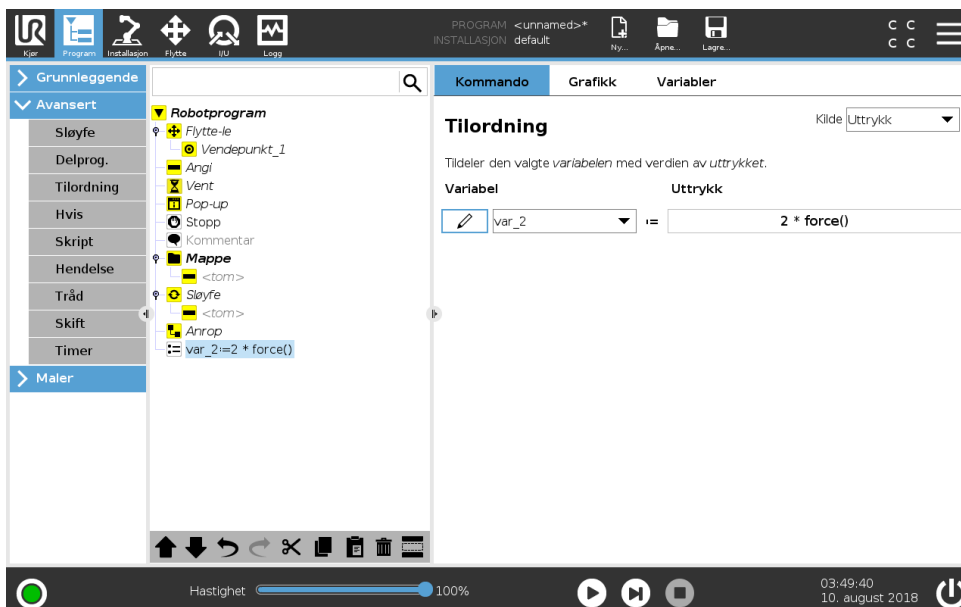 UR
Kjør
Program
Installasjon
Flytte
I/U
Logg
PROGRAM <unnamed>*
INSTALLASJON default
Ny...
Åpne...
Lagre...
C C
C C
Grunnleggende
Avansert
Sløyfe
Delprog.
Tilordning
Hvis
Skript
Hendelse
Tråd
Skift
Timer
Maler
Robotprogram
Flytte-le
Vendepunkt_1
Angi
Vent
Pop-up
Stopp
Kommentar
Mappe
<tom>
Sløyfe
<tom>
Anrop
var_2:=2 * force()
Kommando
Grafikk
Variabler
Tilordning
Kilde Uttrykk
Tildeler den valgte variabelen med verdien av uttrykket.
Variabel
Uttrykk
var_2 := 2 * force()
Hastighet 100%
03:49:40
10. august 2018